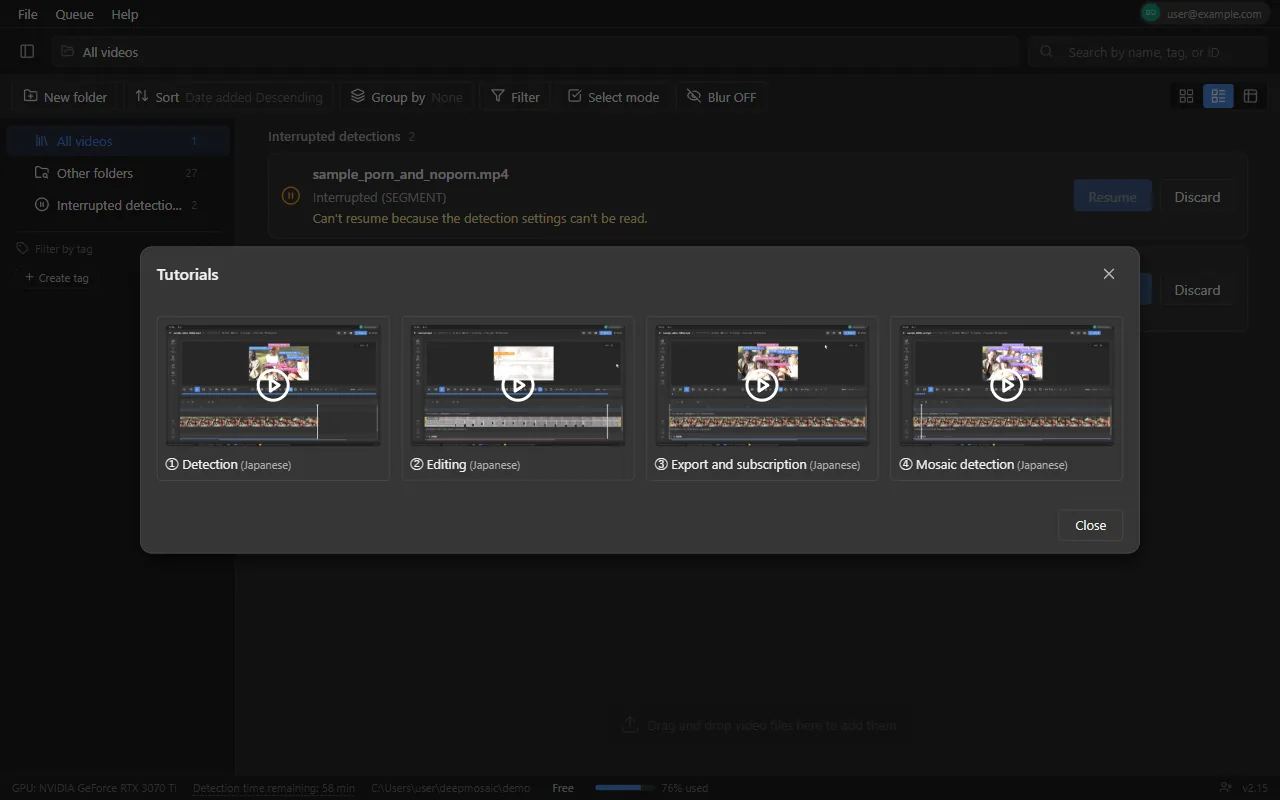 File Queue Help
user@example.com
All videos
Search by name, tag, or ID
New folder
Sort Date added Descending
Group by None
Filter
Select mode
Blur OFF
All videos 1
Other folders 27
Interrupted detectio... 2
Filter by tag
+ Create tag
Interrupted detections 2
sample_porn_and_noporn.mp4
Interrupted (SEGMENT)
Can't resume because the detection settings can't be read.
Resume
Discard
Discard
Tutorials
① Detection (Japanese)
② Editing (Japanese)
③ Export and subscription (Japanese)
④ Mosaic detection (Japanese)
Close
Drag and drop video files here to add them
GPU: NVIDIA GeForce RTX 3070 Ti
Detection time remaining: 58 min
C:\Users\user\deepmosaic\demo
Free
76% used
v2.15